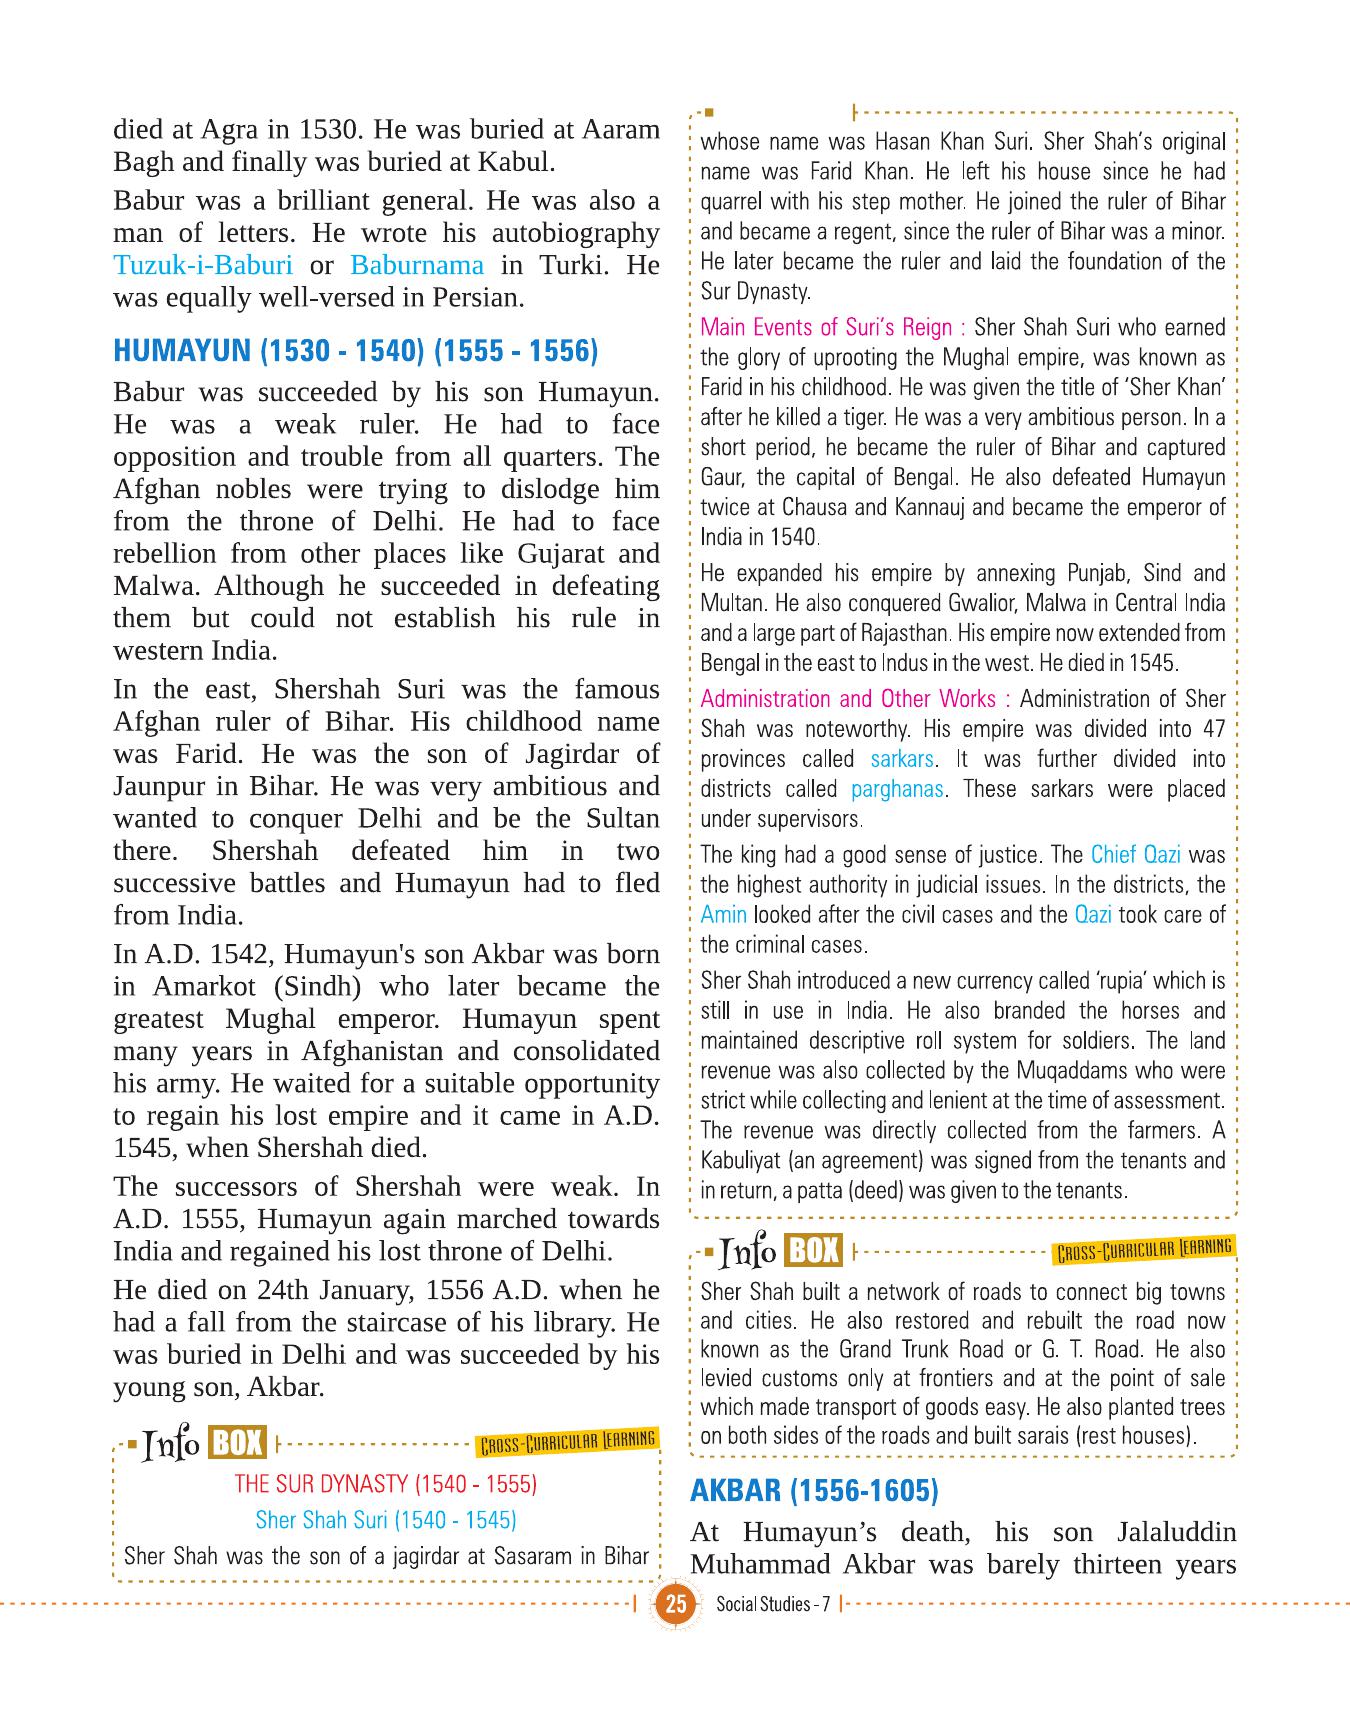 died at Agra in 1530. He was buried at Aaram
Bagh and finally was buried at Kabul.
Babur was a brilliant general. He was also a
man of letters. He wrote his autobiography
Tuzuk-i-Baburi or Baburnama in Turki. He
was equally well-versed in Persian.
HUMAYUN (1530 - 1540) (1555 - 1556)
Babur was succeeded by his son Humayun.
He was a weak ruler. He had to face
opposition and trouble from all quarters. The
Afghan nobles were trying to dislodge him
from the throne of Delhi. He had to face
rebellion from other places like Gujarat and
Malwa. Although he succeeded in defeating
them but could not establish his rule in
western India.
In the east, Shershah Suri was the famous
Afghan ruler of Bihar. His childhood name
was Farid. He was the son of Jagirdar of
Jaunpur in Bihar. He was very ambitious and
wanted to conquer Delhi and be the Sultan
there. Shershah defeated him in two
successive battles and Humayun had to fled
from India.
In A.D. 1542, Humayun's son Akbar was born
in Amarkot (Sindh) who later became the
greatest Mughal emperor. Humayun spent
many years in Afghanistan and consolidated
his army. He waited for a suitable opportunity
to regain his lost empire and it came in A.D.
1545, when Shershah died.
The successors of Shershah were weak. In
A.D. 1555, Humayun again marched towards
India and regained his lost throne of Delhi.
He died on 24th January, 1556 A.D. when he
had a fall from the staircase of his library. He
was buried in Delhi and was succeeded by his
young son, Akbar.
Info BOX CROSS-CURRICULAR LEARNING
THE SUR DYNASTY (1540 - 1555)
Sher Shah Suri (1540 - 1545)
Sher Shah was the son of a jagirdar at Sasaram in Bihar
whose name was Hasan Khan Suri. Sher Shah's original
name was Farid Khan. He left his house since he had
quarrel with his step mother. He joined the ruler of Bihar
and became a regent, since the ruler of Bihar was a minor.
He later became the ruler and laid the foundation of the
Sur Dynasty.
Main Events of Suri's Reign : Sher Shah Suri who earned
the glory of uprooting the Mughal empire, was known as
Farid in his childhood. He was given the title of ‘Sher Khan’
after he killed a tiger. He was a very ambitious person. In a
short period, he became the ruler of Bihar and captured
Gaur, the capital of Bengal. He also defeated Humayun
twice at Chausa and Kannauj and became the emperor of
India in 1540.
He expanded his empire by annexing Punjab, Sind and
Multan. He also conquered Gwalior, Malwa in Central India
and a large part of Rajasthan. His empire now extended from
Bengal in the east to Indus in the west. He died in 1545.
Administration and Other Works : Administration of Sher
Shah was noteworthy. His empire was divided into 47
provinces called sarkars. It was further divided into
districts called parghanas. These sarkars were placed
under supervisors.
The king had a good sense of justice. The Chief Qazi was
the highest authority in judicial issues. In the districts, the
Amin looked after the civil cases and the Qazi took care of
the criminal cases.
Sher Shah introduced a new currency called ‘rupia’ which is
still in use in India. He also branded the horses and
maintained descriptive roll system for soldiers. The land
revenue was also collected by the Muqaddams who were
strict while collecting and lenient at the time of assessment.
The revenue was directly collected from the farmers. A
Kabuliyat (an agreement) was signed from the tenants and
in return, a patta (deed) was given to the tenants.
Info BOX CROSS-CURRICULAR LEARNING
Sher Shah built a network of roads to connect big towns
and cities. He also restored and rebuilt the road now
known as the Grand Trunk Road or G. T. Road. He also
levied customs only at frontiers and at the point of sale
which made transport of goods easy. He also planted trees
on both sides of the roads and built sarais (rest houses).
AKBAR (1556-1605)
At Humayun’s death, his son Jalaluddin
Muhammad Akbar was barely thirteen years
25 Social Studies - 7